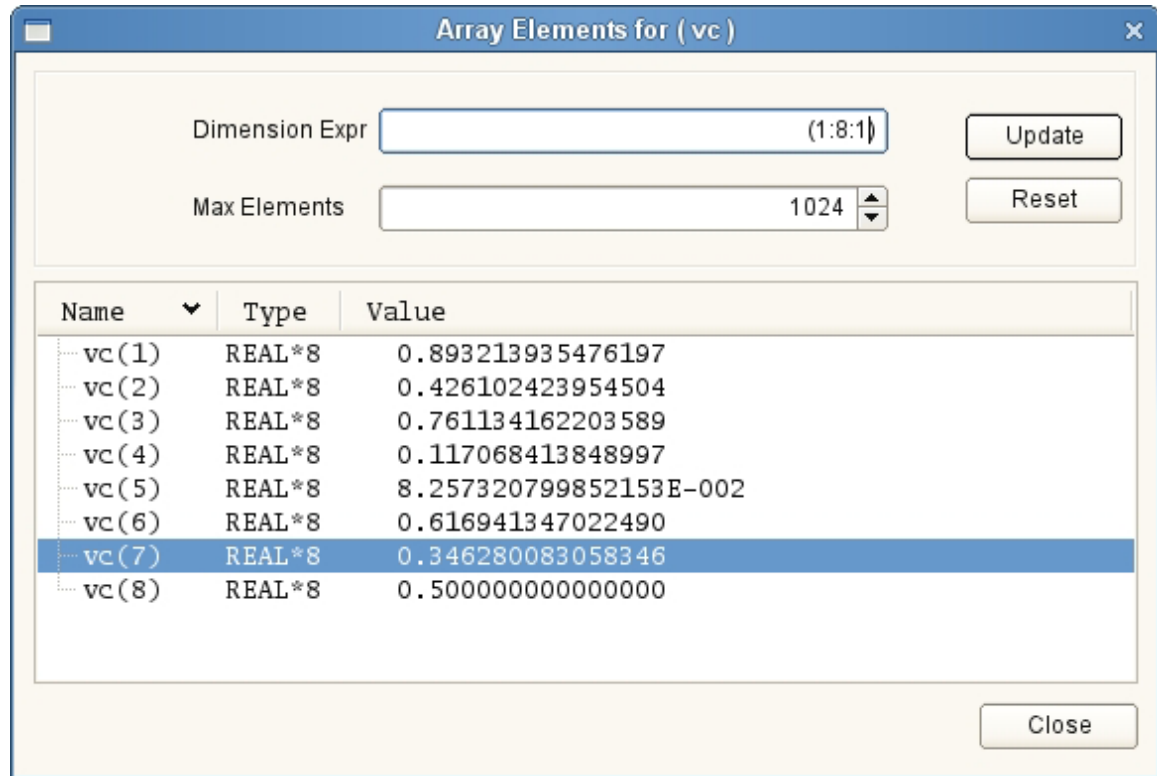 Array Elements for ( vc )
Dimension Expr (1:8:1) Update
Max Elements 1024 Reset
Name Type Value
vc(1) REAL*8 0.893213935476197
vc(2) REAL*8 0.426102423954504
vc(3) REAL*8 0.761134162203589
vc(4) REAL*8 0.117068413848997
vc(5) REAL*8 8.257320799852153E-002
vc(6) REAL*8 0.616941347022490
vc(7) REAL*8 0.346280083058346
vc(8) REAL*8 0.500000000000000
Close